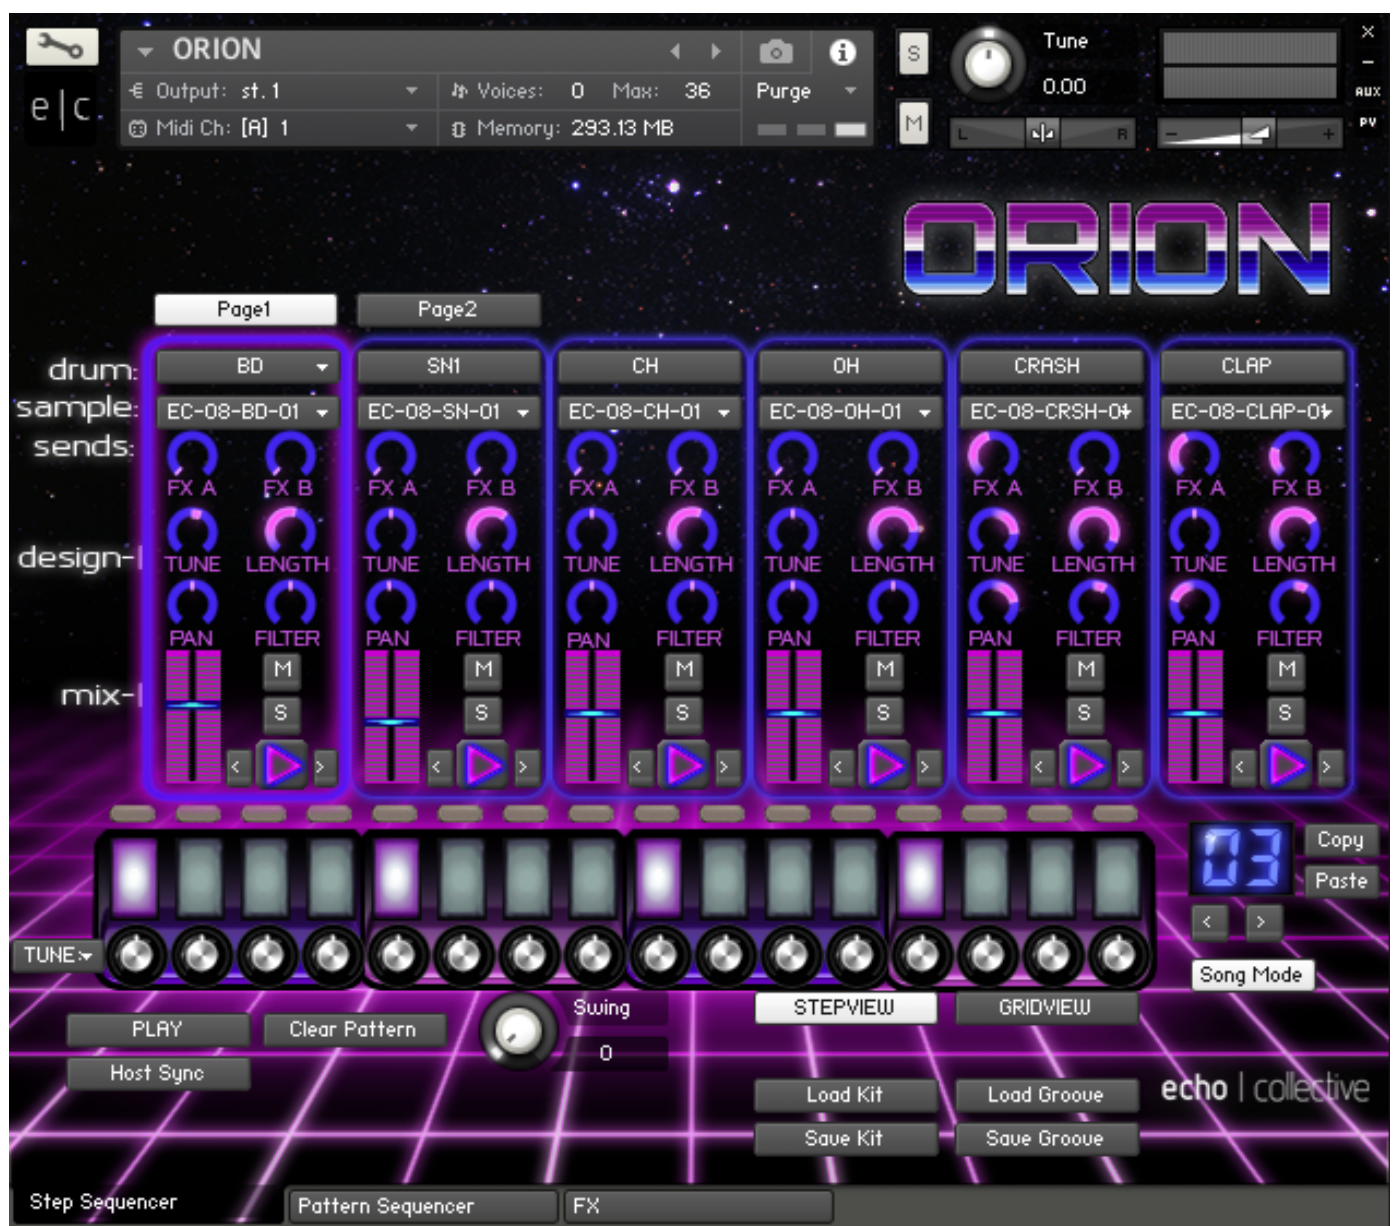 ORION
S
Tune
X
e|c
Output: st.1
Voices: 0 Max: 36
Purge
0.00
AUX
Midi Ch: [A] 1
Memory: 293.13 MB
M
L
R
PV
ORION
Page1 Page2
drum: BD SN1 CH OH CRASH CLAP
sample: EC-08-BD-01 EC-08-SN-01 EC-08-CH-01 EC-08-OH-01 EC-08-CRSH-0 EC-08-CLAP-0
sends:
FX A FX B FX A FX B FX A FX B FX A FX B FX A FX B FX A FX B
design-
TUNE LENGTH TUNE LENGTH TUNE LENGTH TUNE LENGTH TUNE LENGTH TUNE LENGTH
PAN FILTER PAN FILTER PAN FILTER PAN FILTER PAN FILTER PAN FILTER
M M M M M M
mix-
S S S S S S
< > < > < > < > < > < >
03
Copy
Paste
< >
TUNE
Song Mode
PLAY Clear Pattern
Swing
0
STEPVIEW GRIDVIEW
Host Sync
Load Kit Load Groove
echo | collective
Save Kit Save Groove
Step Sequencer Pattern Sequencer FX